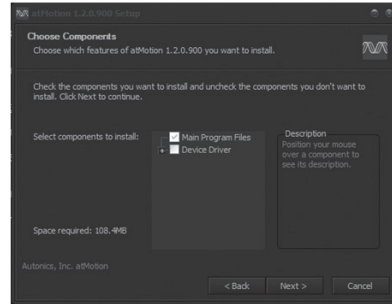 atMotion 1.2.0.900 Setup
Choose Components
Choose which features of atMotion 1.2.0.900 you want to install.
Check the components you want to install and uncheck the components you don't want to
install. Click Next to continue.
Select components to install:
Main Program Files
Device Driver
Description
Position your mouse
over a component to
see its description.
Space required: 108.4MB
Autonics, Inc. atMotion
< Back
Next >
Cancel